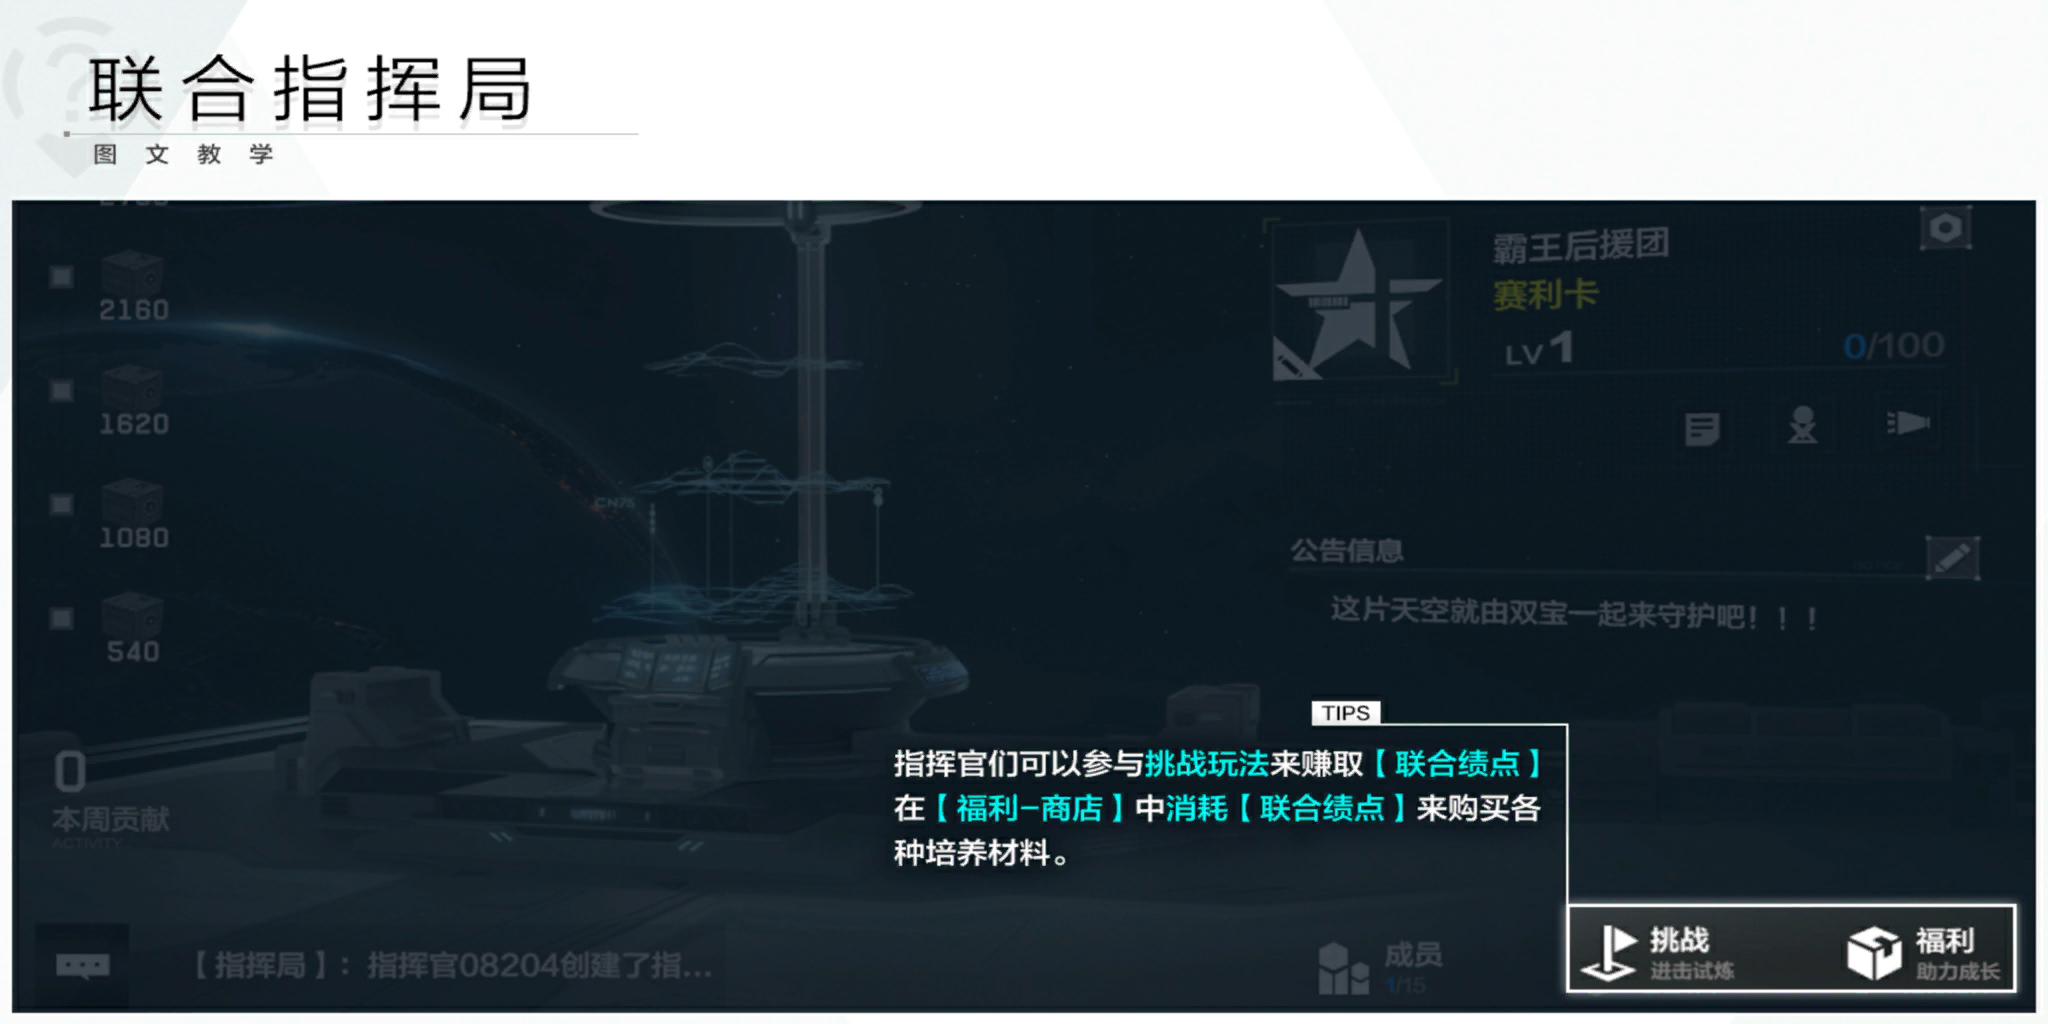 联合指挥局
图文教学
2160
1620
1080
540
0
本周贡献
ACTIVITY
CN75
霸王后援团
赛利卡
LV 1
0/100
公告信息
这片天空就由双宝一起来守护吧！！！
TIPS
指挥官们可以参与挑战玩法来赚取【联合绩点】
在【福利-商店】中消耗【联合绩点】来购买各
种培养材料。
【指挥局】：指挥官08204创建了指...
成员
1/15
挑战
进击试炼
福利
助力成长